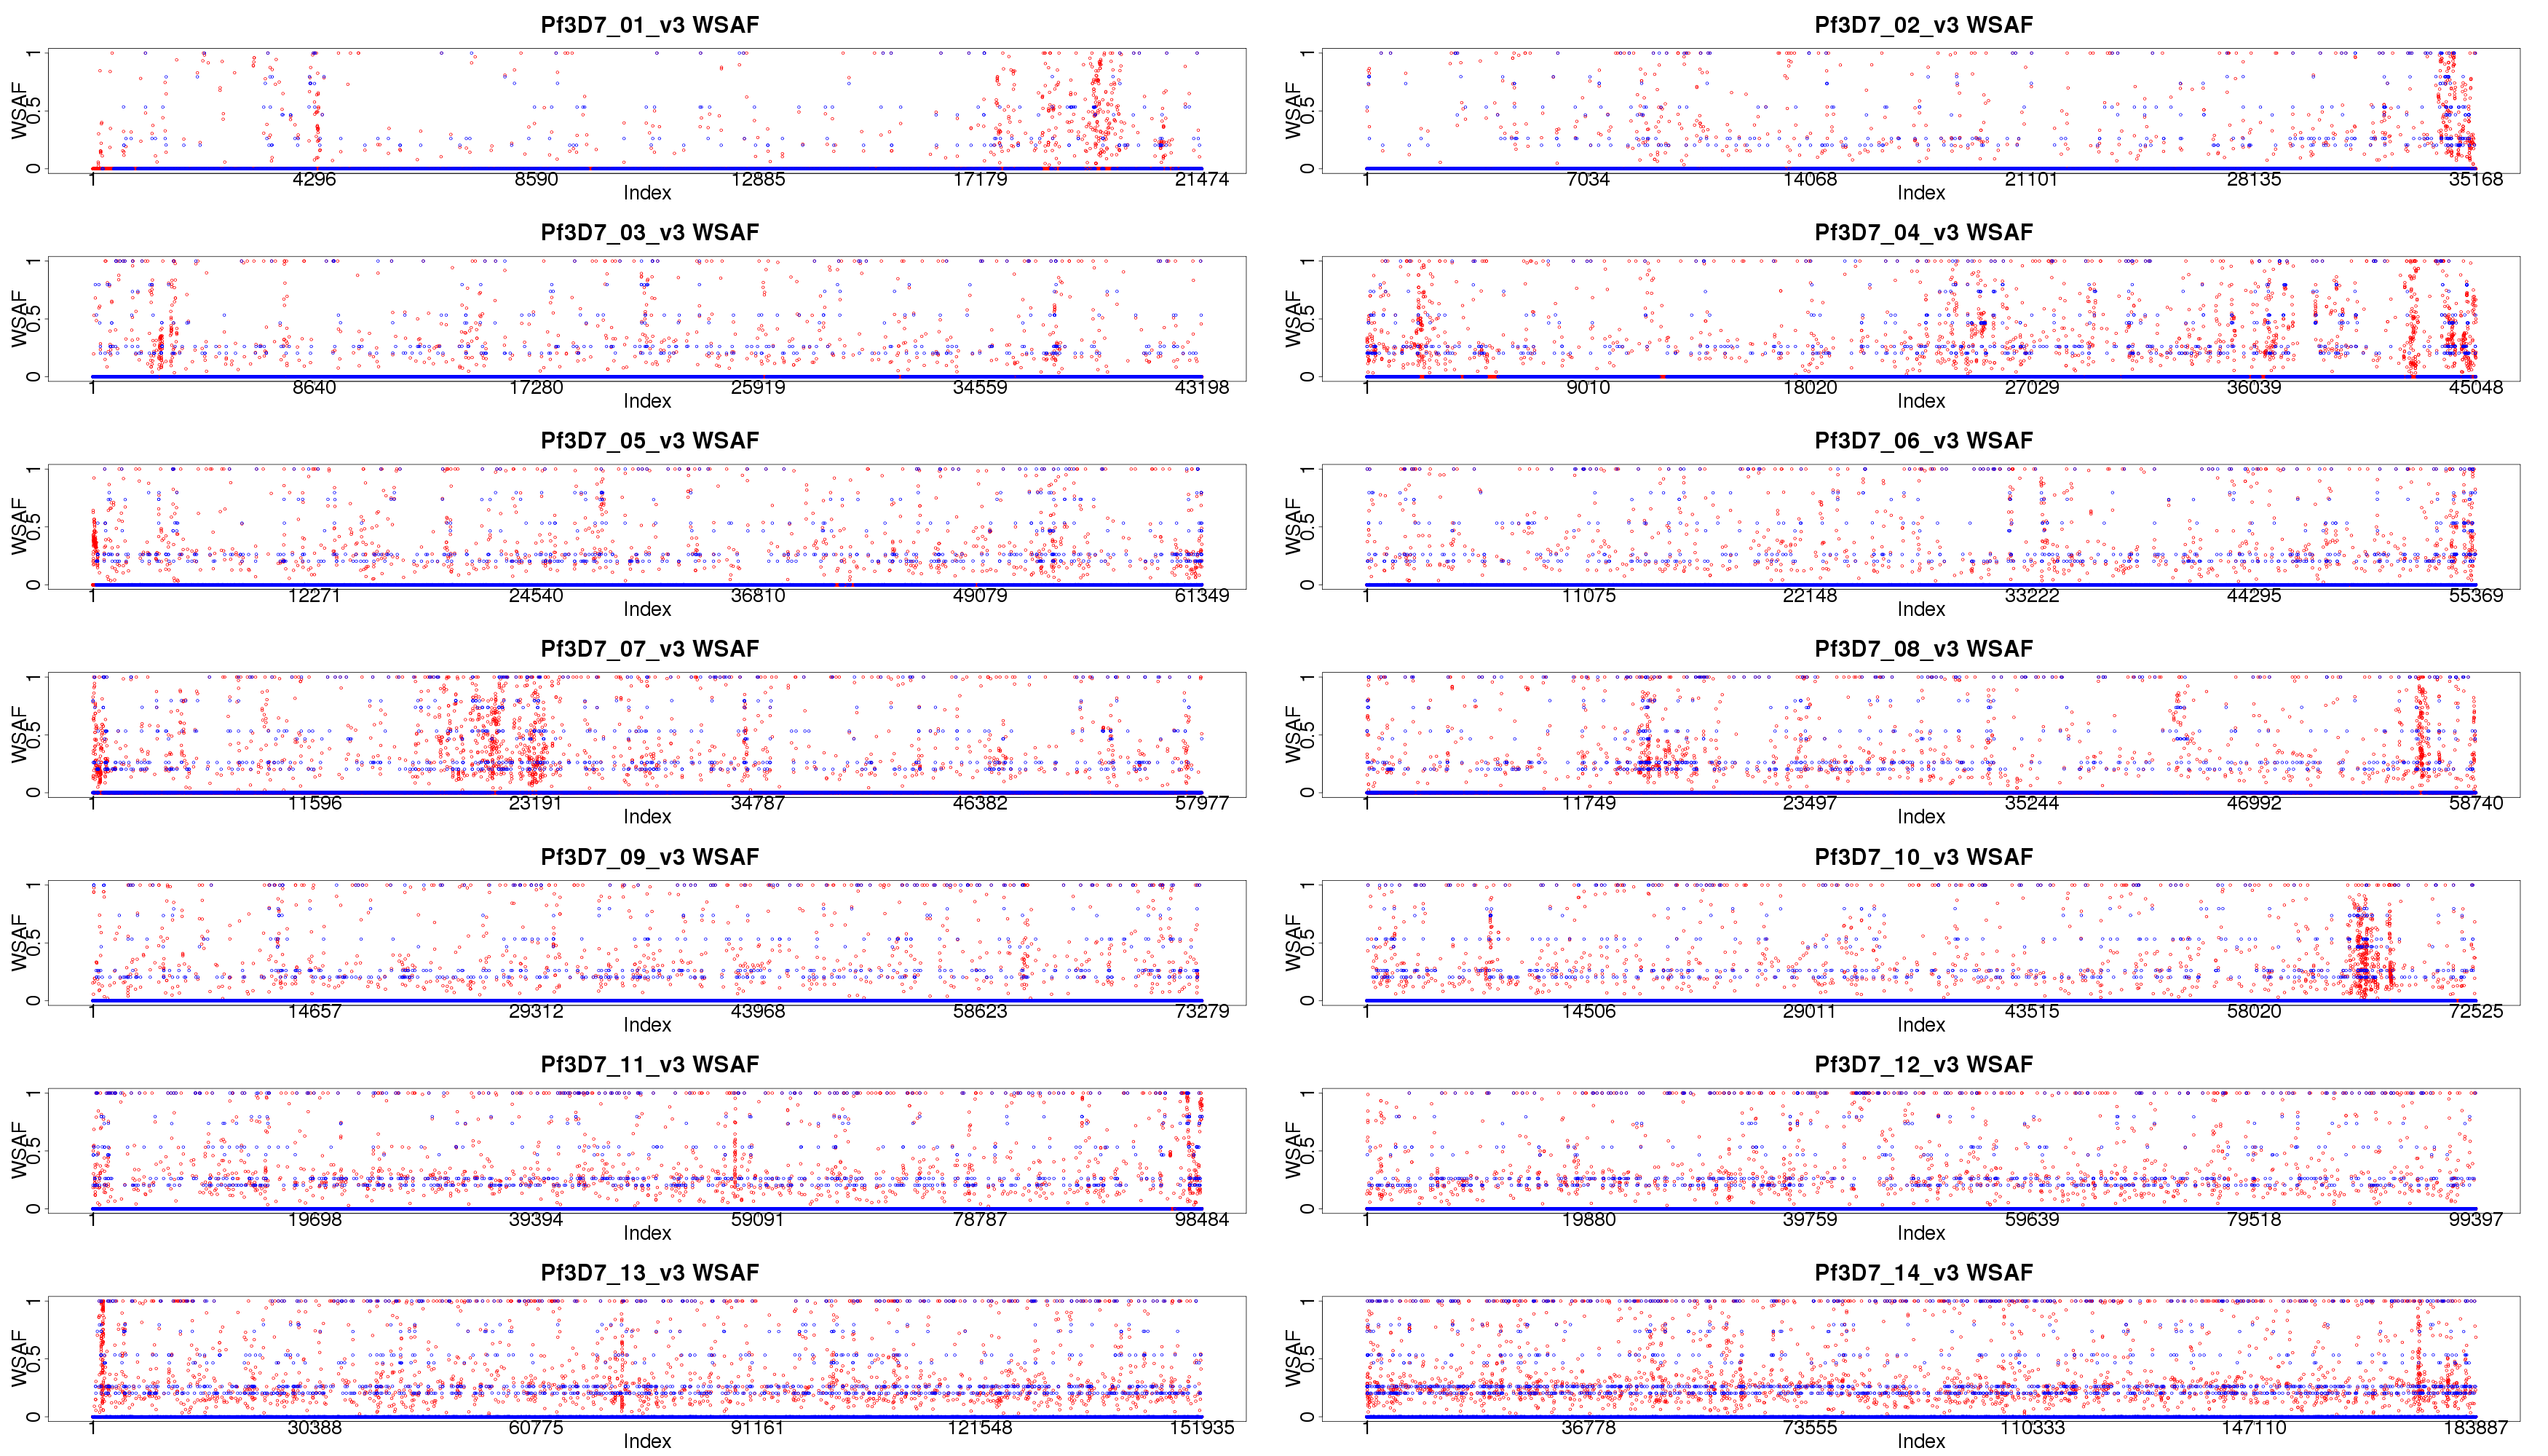 Pf3D7_01_v3 WSAF
WSAF
0 0.5 1
1 4296 8590 12885 17179 21474
Index
Pf3D7_02_v3 WSAF
WSAF
0 0.5 1
1 7034 14068 21101 28135 35168
Index
Pf3D7_03_v3 WSAF
WSAF
0 0.5 1
1 8640 17280 25919 34559 43198
Index
Pf3D7_04_v3 WSAF
WSAF
0 0.5 1
1 9010 18020 27029 36039 45048
Index
Pf3D7_05_v3 WSAF
WSAF
0 0.5 1
1 12271 24540 36810 49079 61349
Index
Pf3D7_06_v3 WSAF
WSAF
0 0.5 1
1 11075 22148 33222 44295 55369
Index
Pf3D7_07_v3 WSAF
WSAF
0 0.5 1
1 11596 23191 34787 46382 57977
Index
Pf3D7_08_v3 WSAF
WSAF
0 0.5 1
1 11749 23497 35244 46992 58740
Index
Pf3D7_09_v3 WSAF
WSAF
0 0.5 1
1 14657 29312 43968 58623 73279
Index
Pf3D7_10_v3 WSAF
WSAF
0 0.5 1
1 14506 29011 43515 58020 72525
Index
Pf3D7_11_v3 WSAF
WSAF
0 0.5 1
1 19698 39394 59091 78787 98484
Index
Pf3D7_12_v3 WSAF
WSAF
0 0.5 1
1 19880 39759 59639 79518 99397
Index
Pf3D7_13_v3 WSAF
WSAF
0 0.5 1
1 30388 60775 91161 121548 151935
Index
Pf3D7_14_v3 WSAF
WSAF
0 0.5 1
1 36778 73555 110333 147110 183887
Index